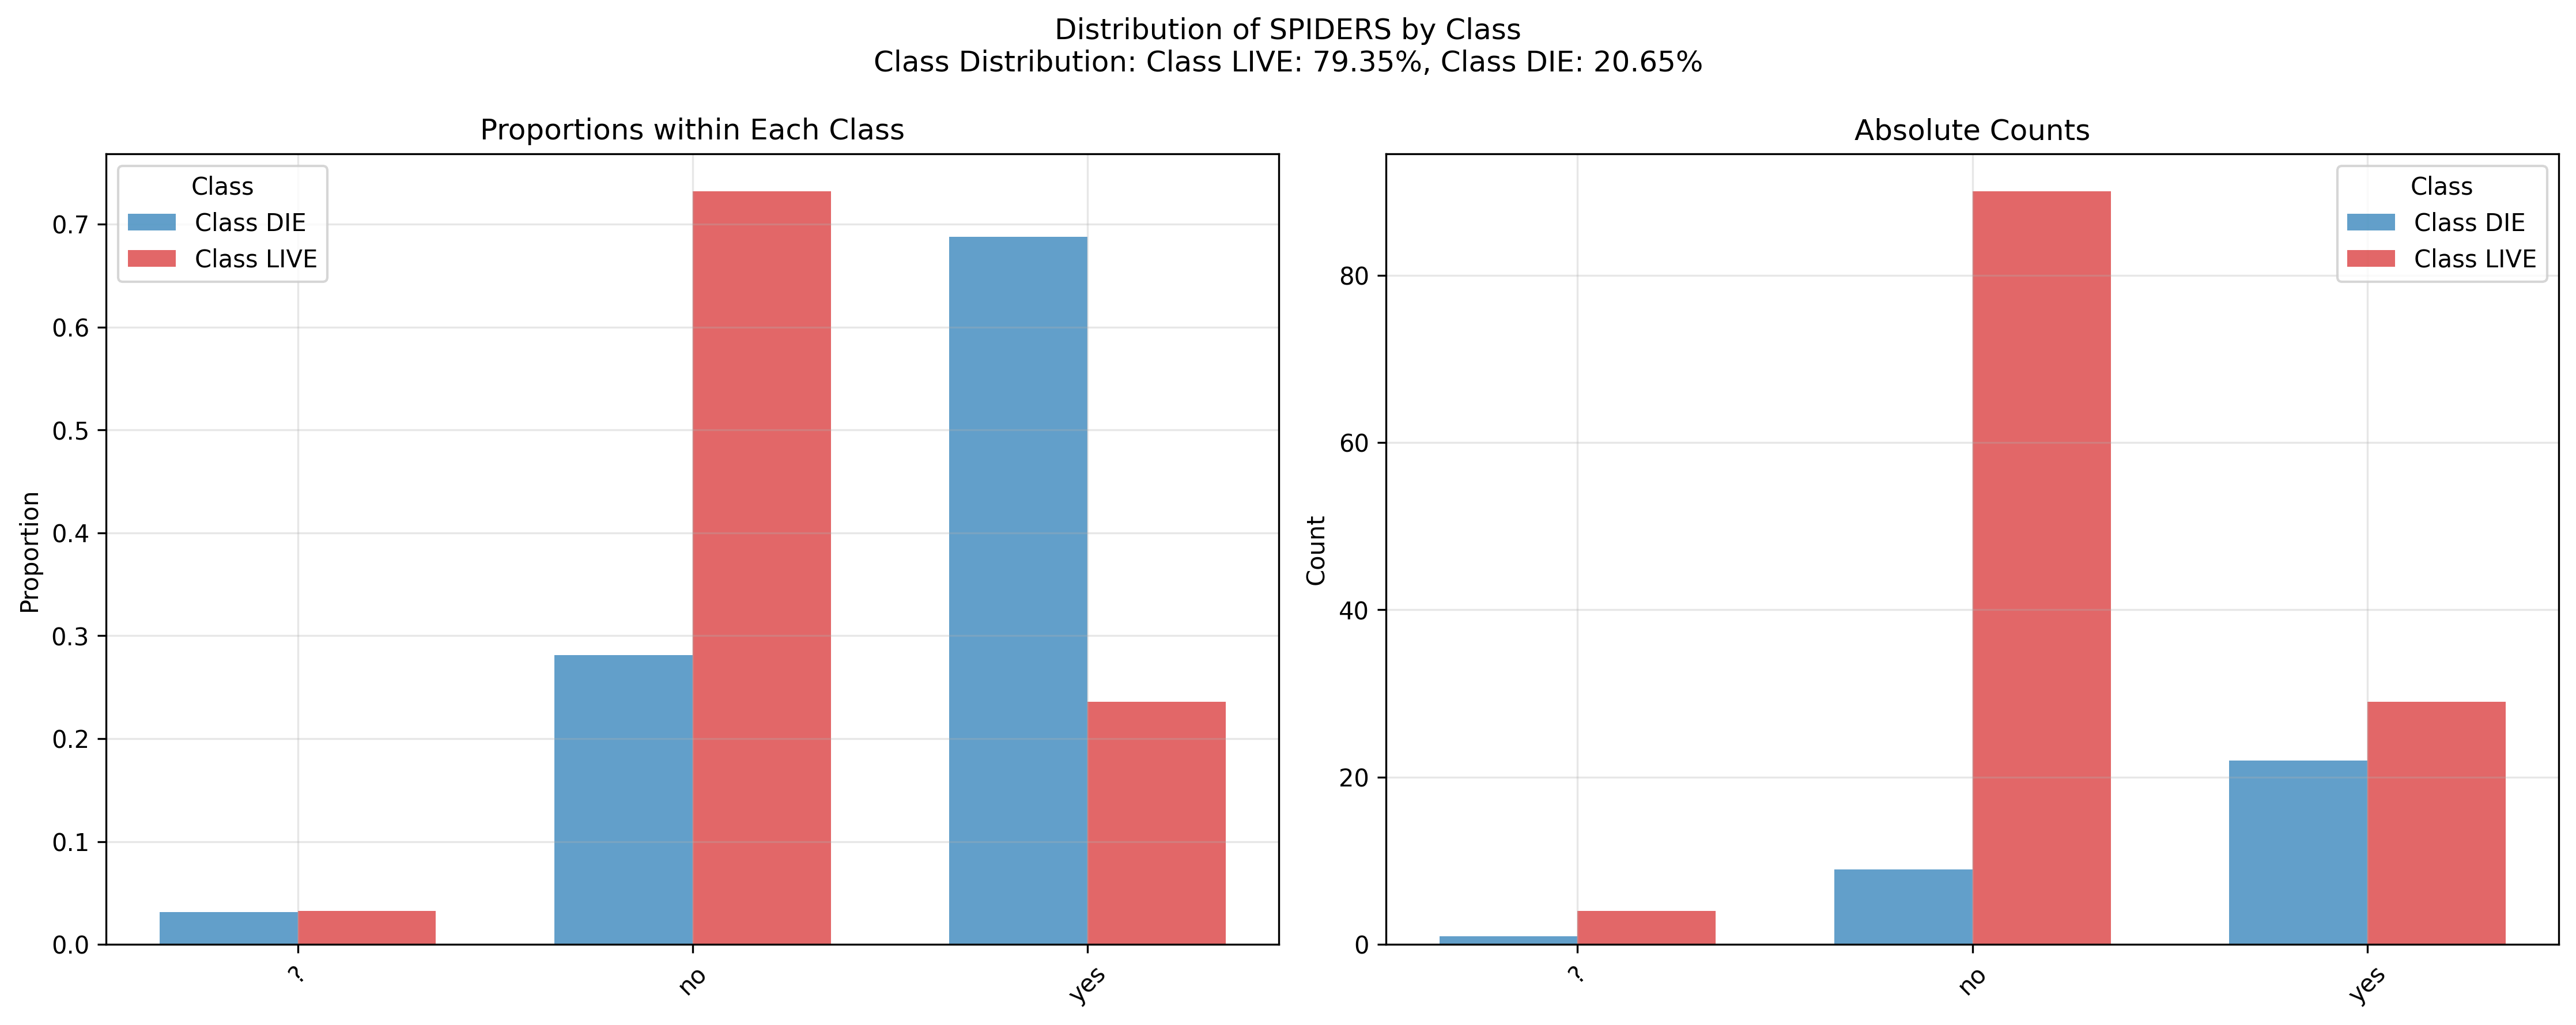 Distribution of SPIDERS by Class
Class Distribution: Class LIVE: 79.35%, Class DIE: 20.65%
Proportions within Each Class
Class
Class DIE
Class LIVE
Proportion
0.7
0.6
0.5
0.4
0.3
0.2
0.1
0.0
?
no
yes
Absolute Counts
Class
Class DIE
Class LIVE
Count
80
60
40
20
0
?
no
yes